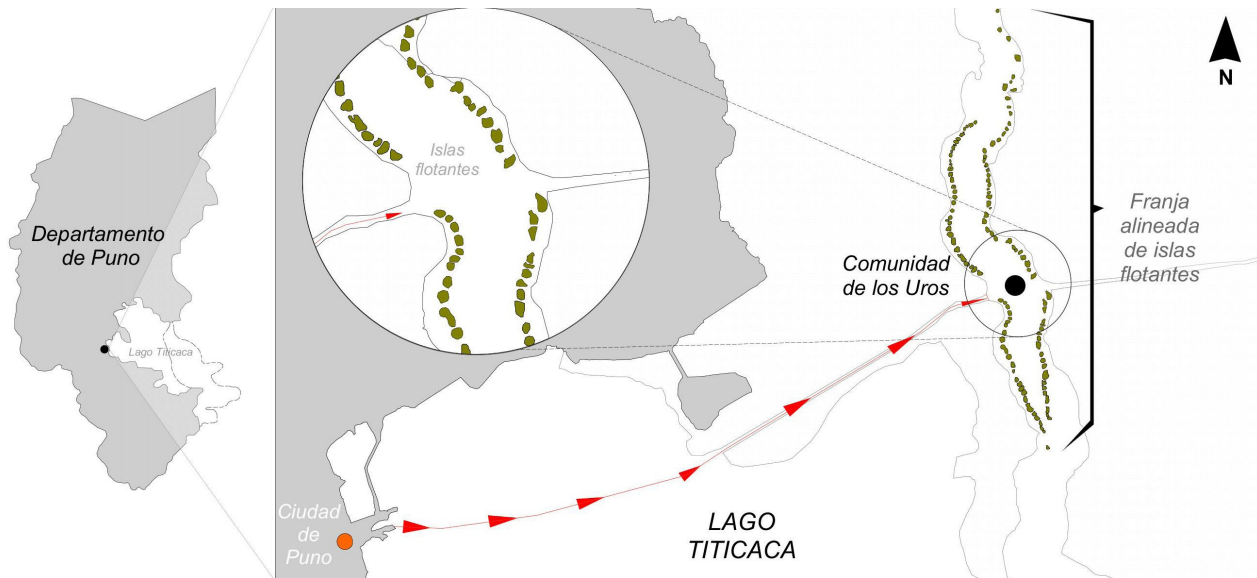 Departamento
de Puno
Lago Titicaca
Islas
flotantes
Comunidad
de los Uros
Franja
alineada
de islas
flotantes
N
Ciudad
de
Puno
LAGO
TITICACA